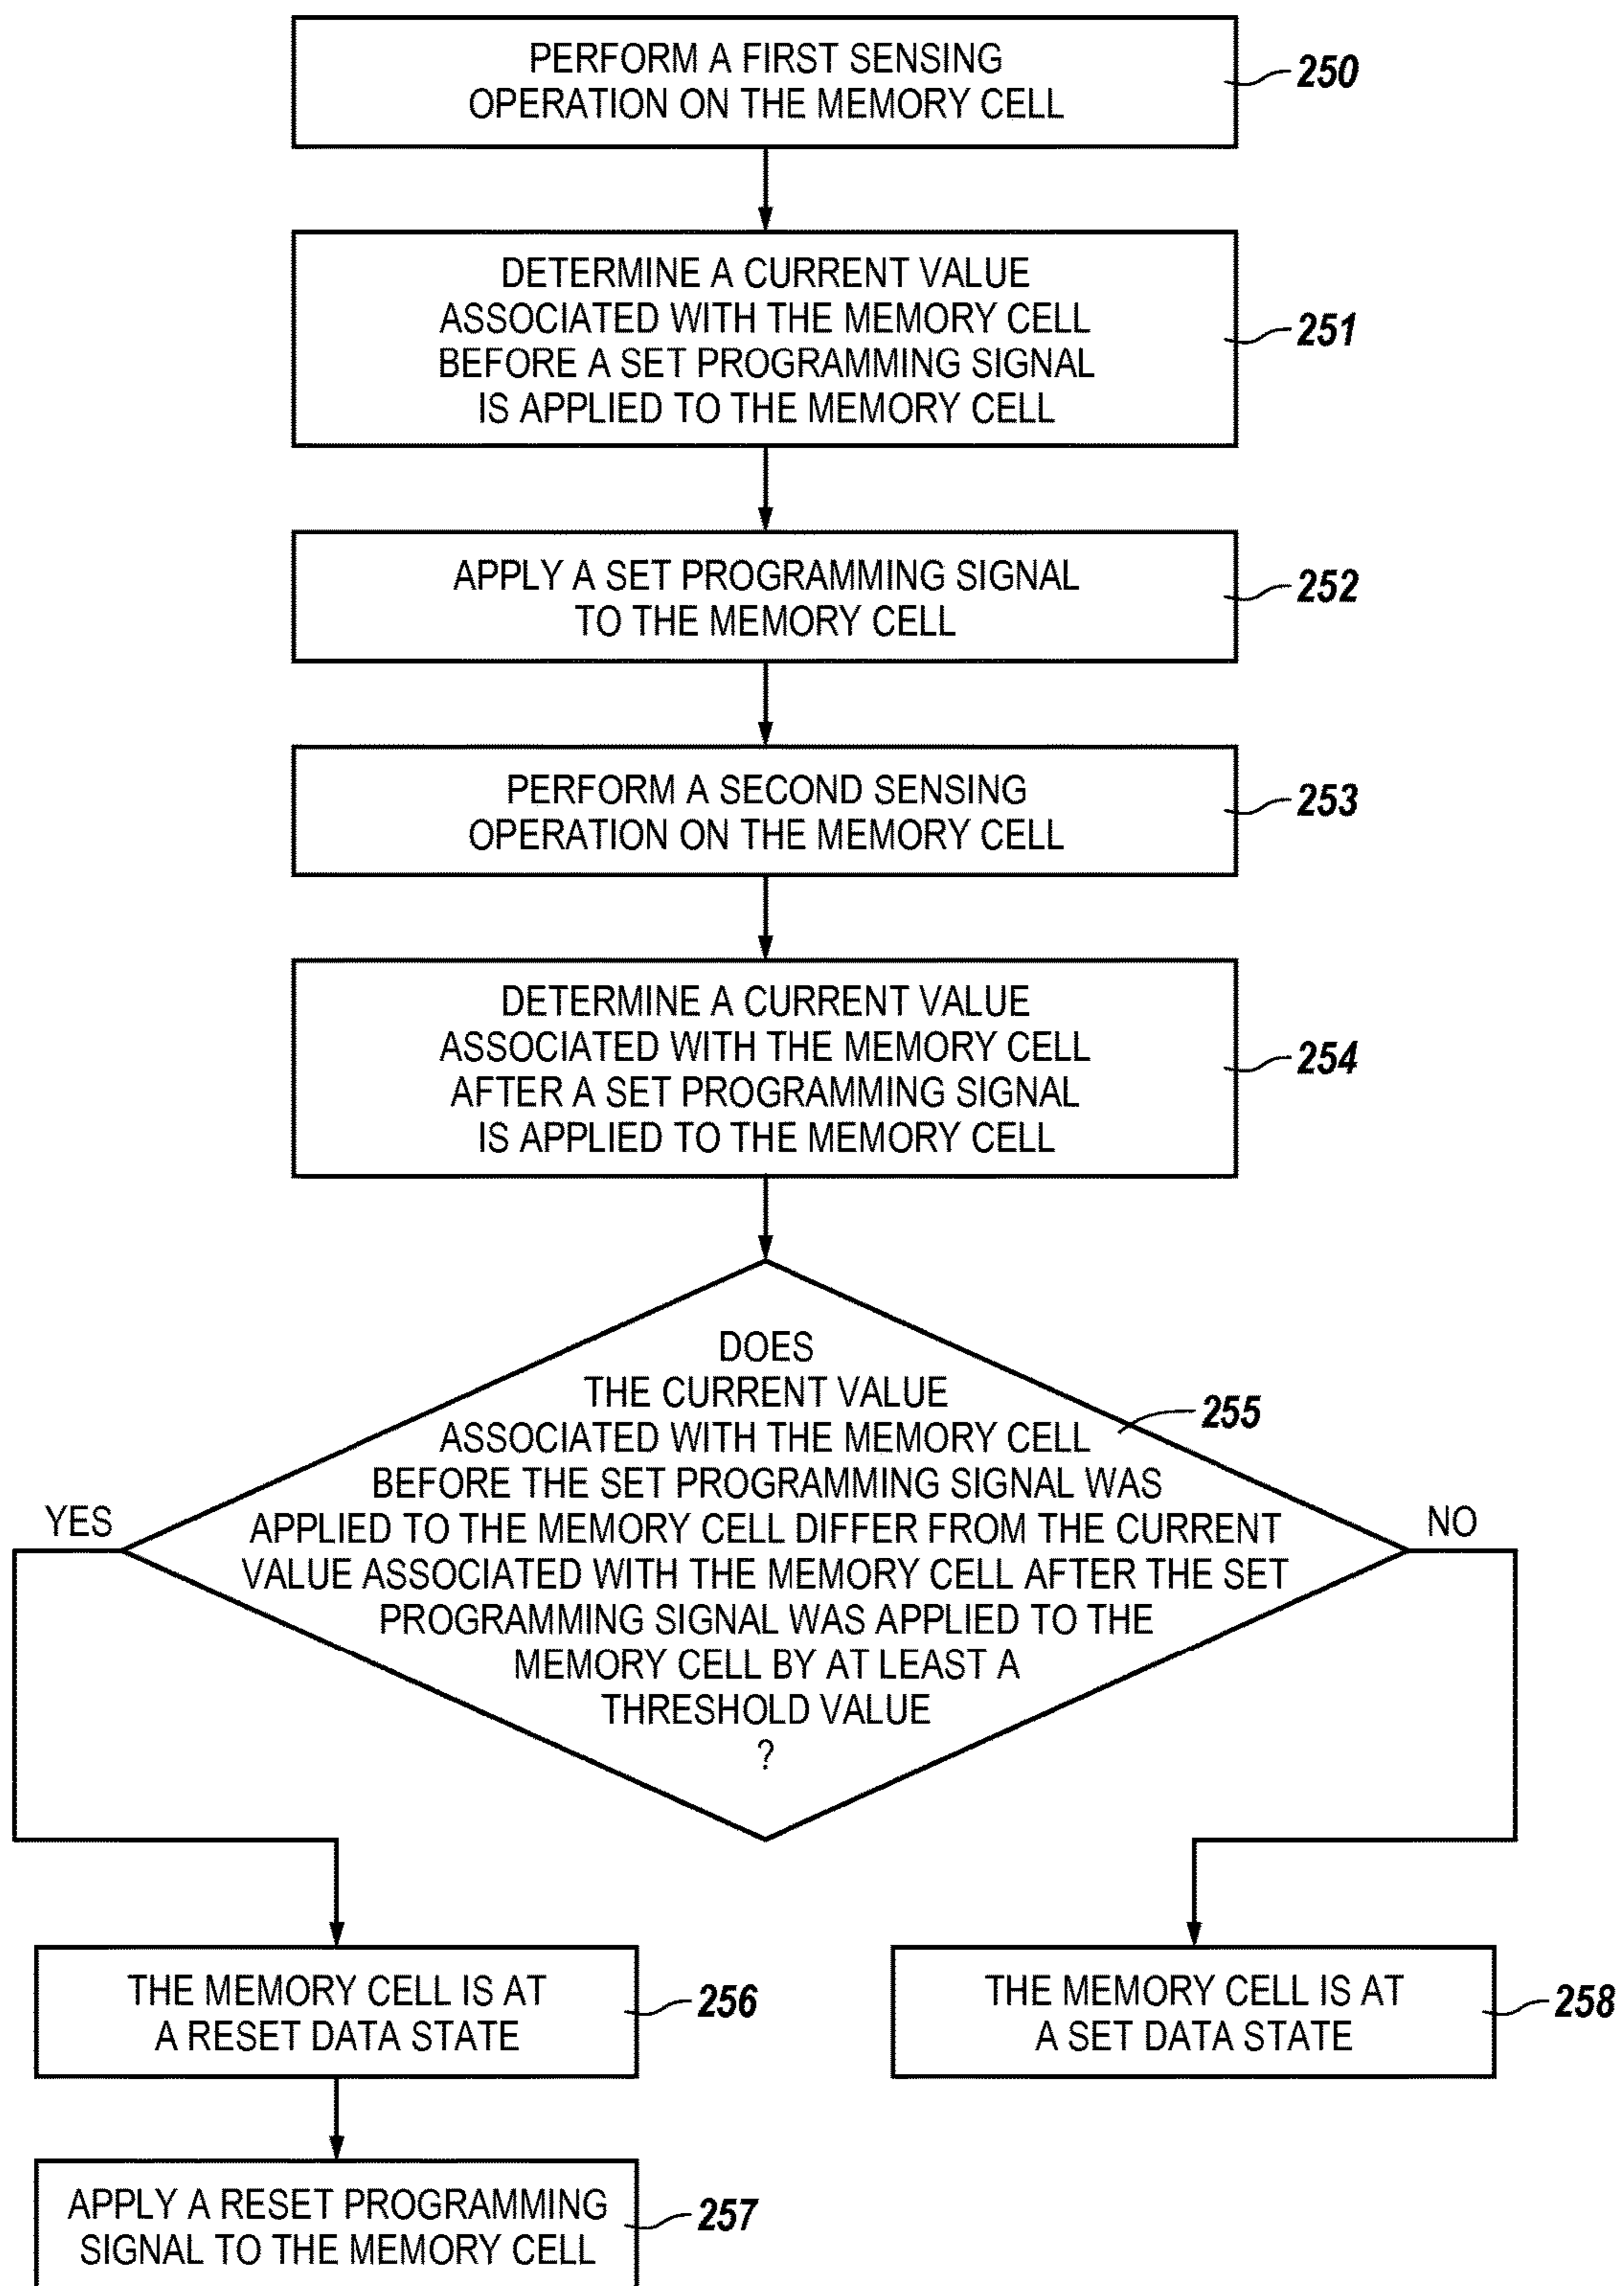 PERFORM A FIRST SENSING
OPERATION ON THE MEMORY CELL
250
DETERMINE A CURRENT VALUE
ASSOCIATED WITH THE MEMORY CELL
BEFORE A SET PROGRAMMING SIGNAL
IS APPLIED TO THE MEMORY CELL
251
APPLY A SET PROGRAMMING SIGNAL
TO THE MEMORY CELL
252
PERFORM A SECOND SENSING
OPERATION ON THE MEMORY CELL
253
DETERMINE A CURRENT VALUE
ASSOCIATED WITH THE MEMORY CELL
AFTER A SET PROGRAMMING SIGNAL
IS APPLIED TO THE MEMORY CELL
254
DOES
THE CURRENT VALUE
ASSOCIATED WITH THE MEMORY CELL
BEFORE THE SET PROGRAMMING SIGNAL WAS
APPLIED TO THE MEMORY CELL DIFFER FROM THE CURRENT
VALUE ASSOCIATED WITH THE MEMORY CELL AFTER THE SET
PROGRAMMING SIGNAL WAS APPLIED TO THE
MEMORY CELL BY AT LEAST A
THRESHOLD VALUE
?
255
YES
NO
THE MEMORY CELL IS AT
A RESET DATA STATE
256
THE MEMORY CELL IS AT
A SET DATA STATE
258
APPLY A RESET PROGRAMMING
SIGNAL TO THE MEMORY CELL
257